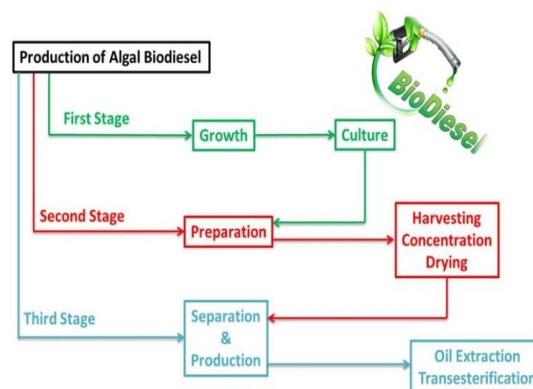 Production of Algal Biodiesel
BioDiesel
First Stage
Growth
Culture
Second Stage
Preparation
Harvesting
Concentration
Drying
Third Stage
Separation
&
Production
Oil Extraction
Transesterification